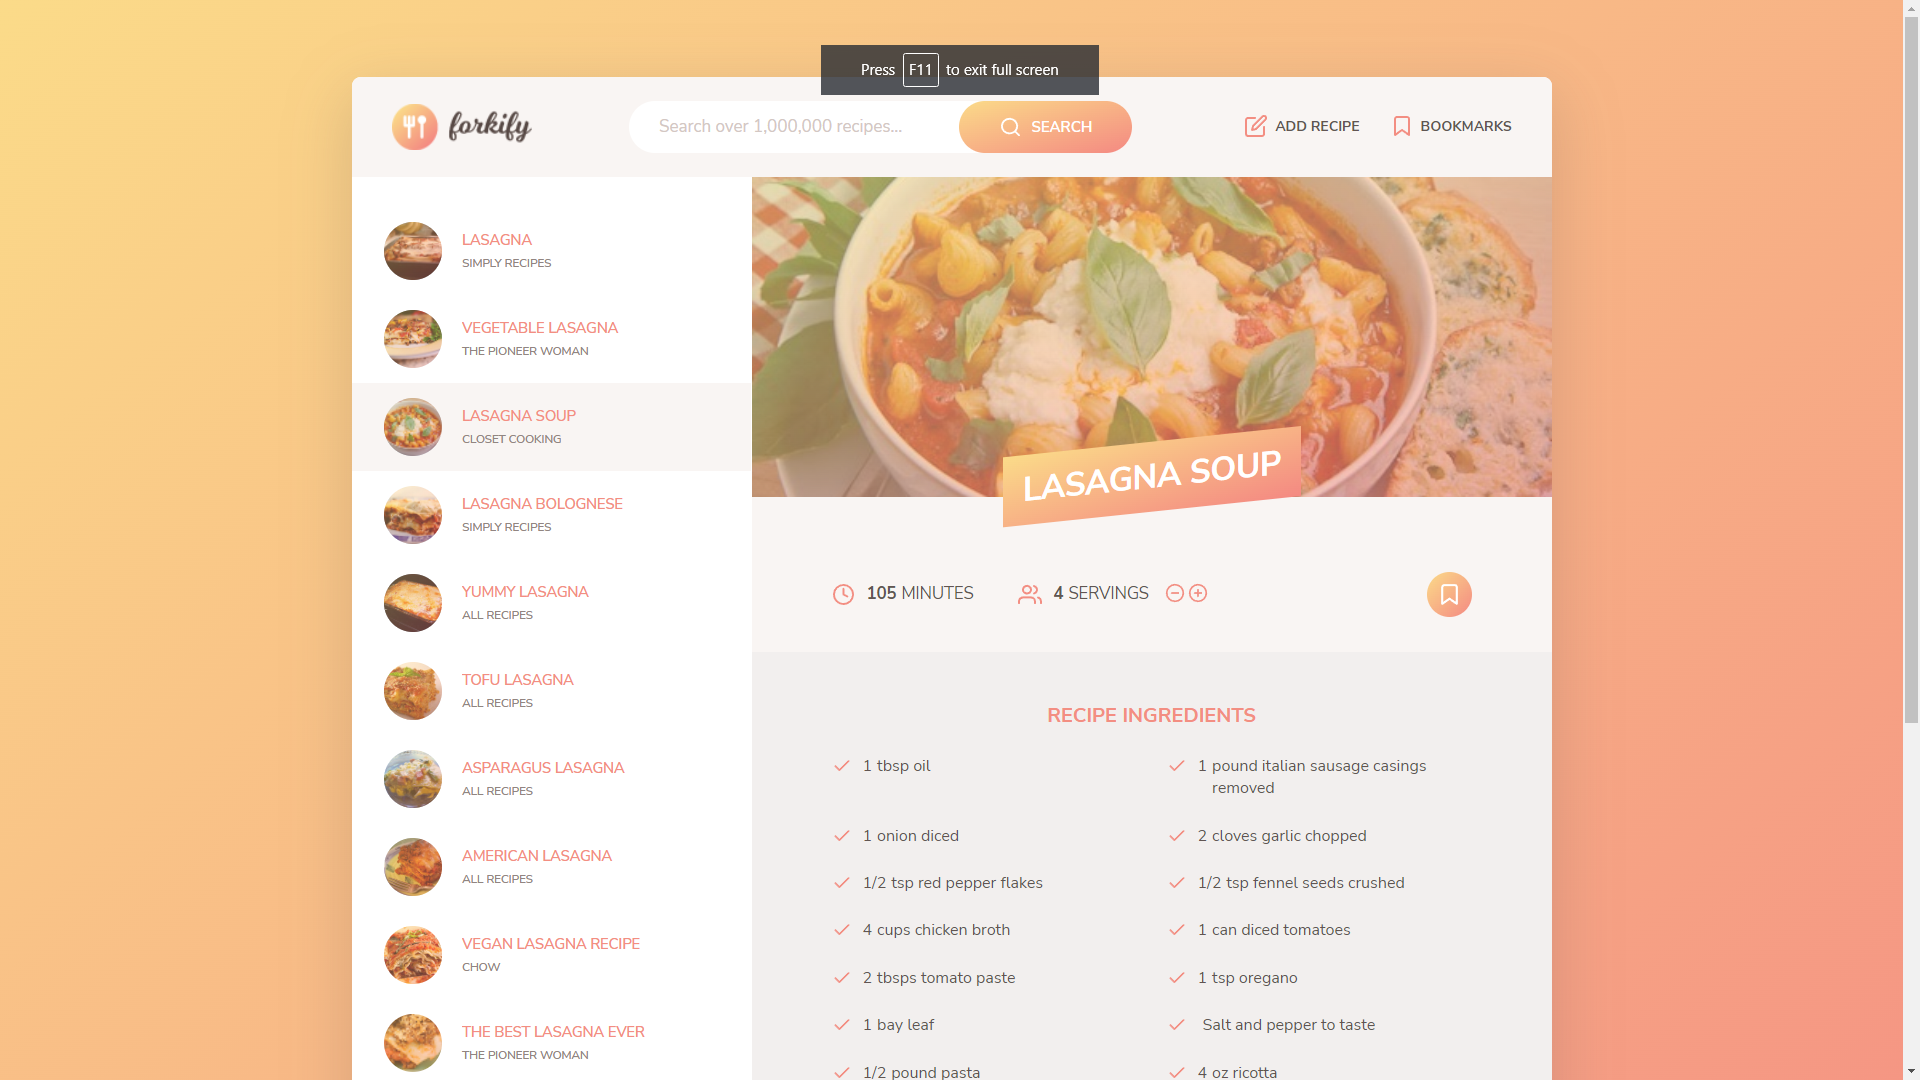 Press F11 to exit full screen
forkify
Search over 1,000,000 recipes...
SEARCH
ADD RECIPE
BOOKMARKS
LASAGNA
SIMPLY RECIPES
VEGETABLE LASAGNA
THE PIONEER WOMAN
LASAGNA SOUP
CLOSET COOKING
LASAGNA BOLOGNESE
SIMPLY RECIPES
YUMMY LASAGNA
ALL RECIPES
TOFU LASAGNA
ALL RECIPES
ASPARAGUS LASAGNA
ALL RECIPES
AMERICAN LASAGNA
ALL RECIPES
VEGAN LASAGNA RECIPE
CHOW
THE BEST LASAGNA EVER
THE PIONEER WOMAN
LASAGNA SOUP
105 MINUTES
4 SERVINGS
RECIPE INGREDIENTS
1 tbsp oil
1 pound italian sausage casings
removed
1 onion diced
2 cloves garlic chopped
1/2 tsp red pepper flakes
1/2 tsp fennel seeds crushed
4 cups chicken broth
1 can diced tomatoes
2 tbsps tomato paste
1 tsp oregano
1 bay leaf
Salt and pepper to taste
1/2 pound pasta
4 oz ricotta